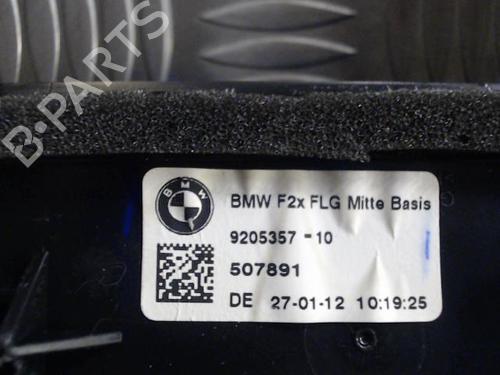 B-PARTS
BMW
BMW F2x FLG Mitte Basis
9205357-10
507891
DE 27-01-12 10:19:25